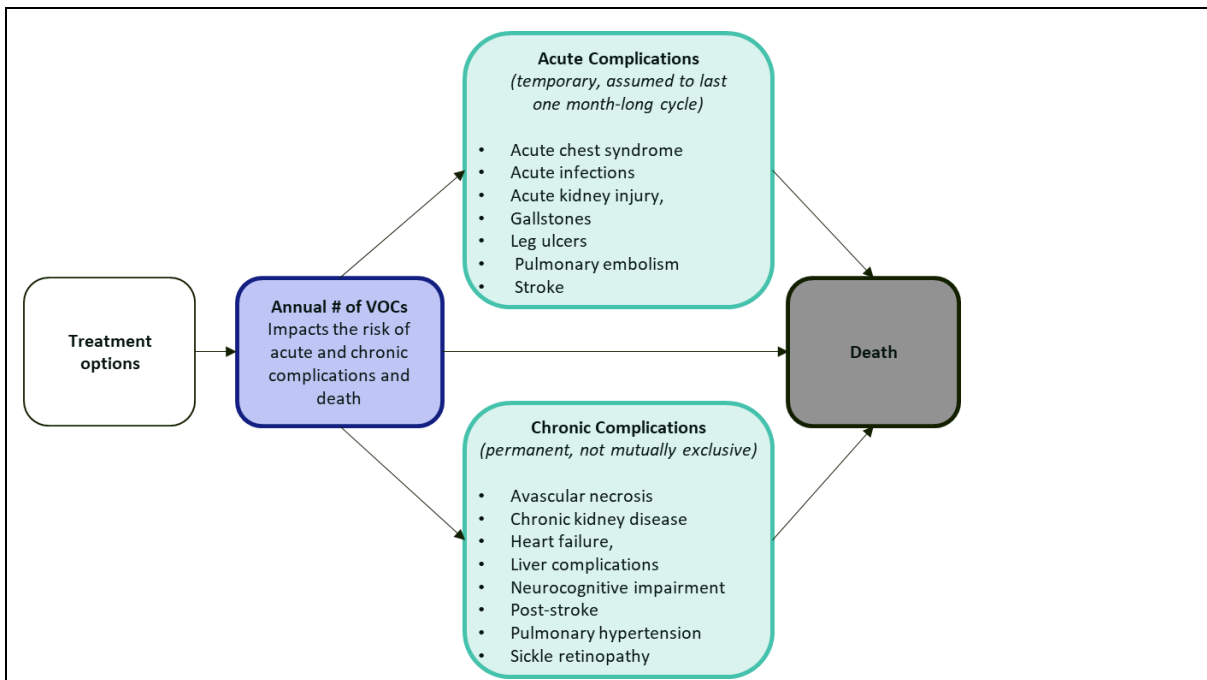 Acute Complications
(temporary, assumed to last
one month-long cycle)
• Acute chest syndrome
• Acute infections
• Acute kidney injury,
• Gallstones
• Leg ulcers
• Pulmonary embolism
• Stroke
Treatment
options
Annual # of VOCs
Impacts the risk of
acute and chronic
complications and
death
Death
Chronic Complications
(permanent, not mutually exclusive)
• Avascular necrosis
• Chronic kidney disease
• Heart failure,
• Liver complications
• Neurocognitive impairment
• Post-stroke
• Pulmonary hypertension
• Sickle retinopathy